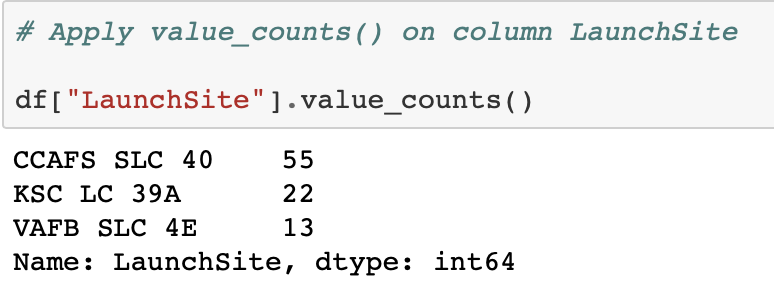 # Apply value_counts() on column LaunchSite
df["LaunchSite"].value_counts()
CCAFS SLC 40    55
KSC LC 39A      22
VAFB SLC 4E     13
Name: LaunchSite, dtype: int64